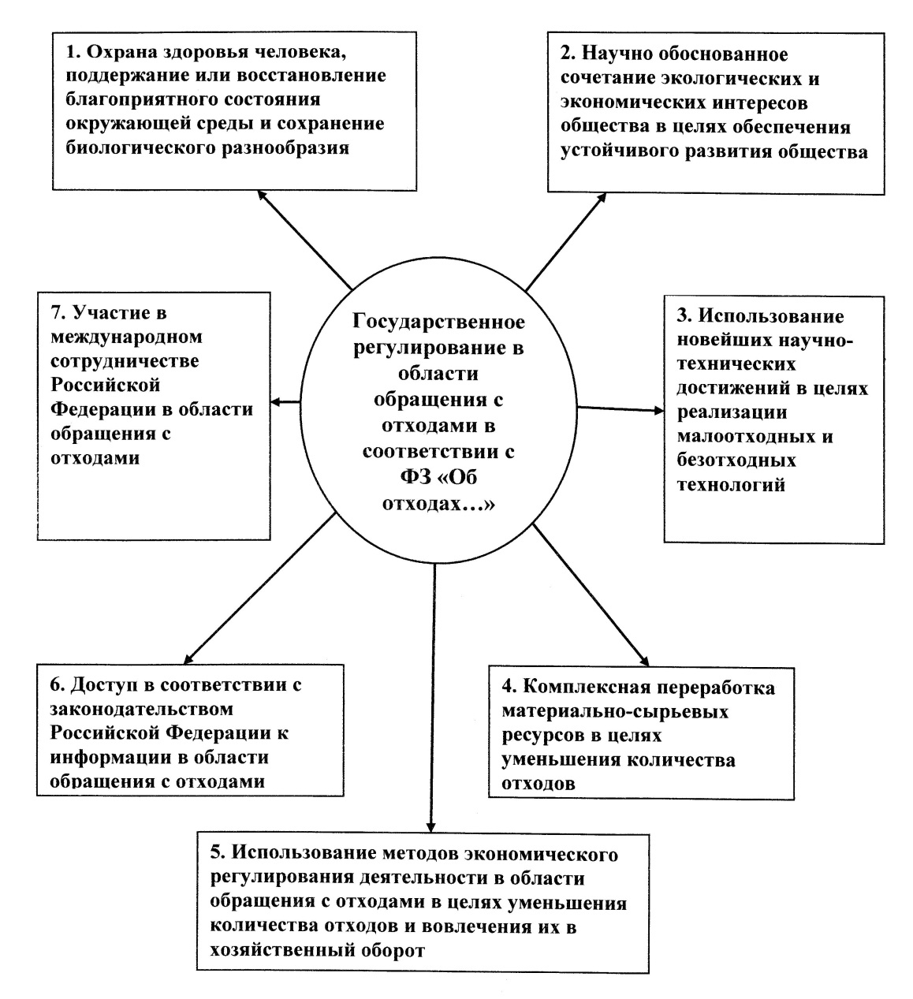 1. Охрана здоровья человека,
поддержание или восстановление
благоприятного состояния
окружающей среды и сохранение
биологического разнообразия
2. Научно обоснованное
сочетание экологических и
экономических интересов
общества в целях обеспечения
устойчивого развития общества
7. Участие в
международном
сотрудничестве
Российской
Федерации в области
обращения с
отходами
Государственное
регулирование в
области
обращения с
отходами в
соответствии с
ФЗ «Об
отходах...»
3. Использование
новейших научно-
технических
достижений в целях
реализации
малоотходных и
безотходных
технологий
6. Доступ в соответствии с
законодательством
Российской Федерации к
информации в области
обращения с отходами
4. Комплексная переработка
материально-сырьевых
ресурсов в целях
уменьшения количества
отходов
5. Использование методов экономического
регулирования деятельности в области
обращения с отходами в целях уменьшения
количества отходов и вовлечения их в
хозяйственный оборот